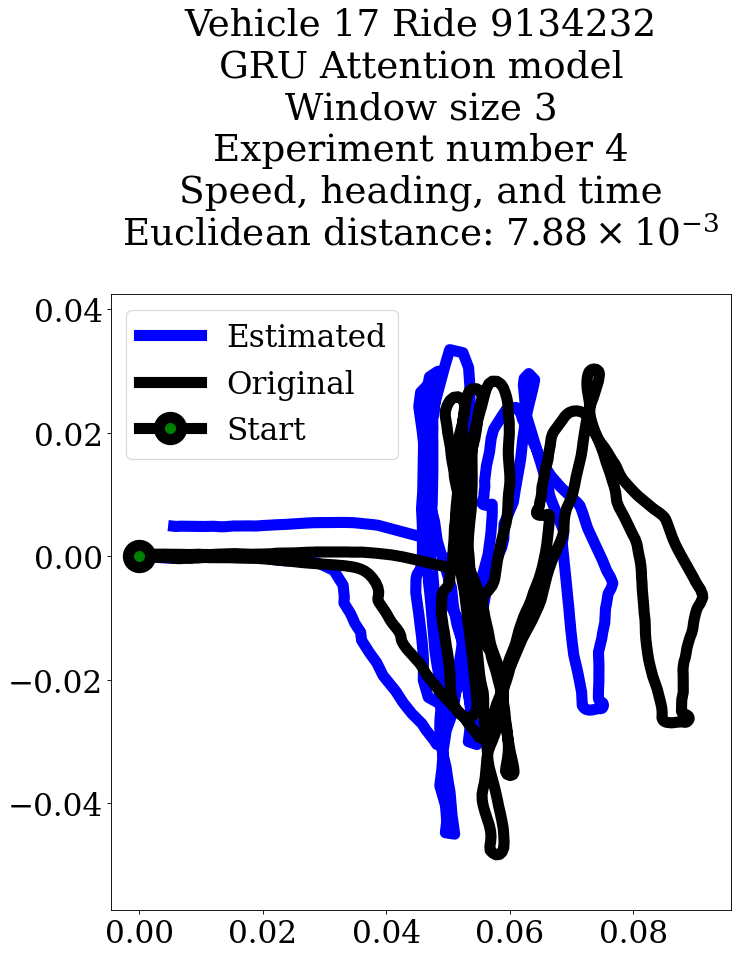 Vehicle 17 Ride 9134232
GRU Attention model
Window size 3
Experiment number 4
Speed, heading, and time
Euclidean distance: 7.88 × 10⁻³
0.04
0.02
0.00
−0.02
−0.04
Estimated
Original
Start
0.00 0.02 0.04 0.06 0.08